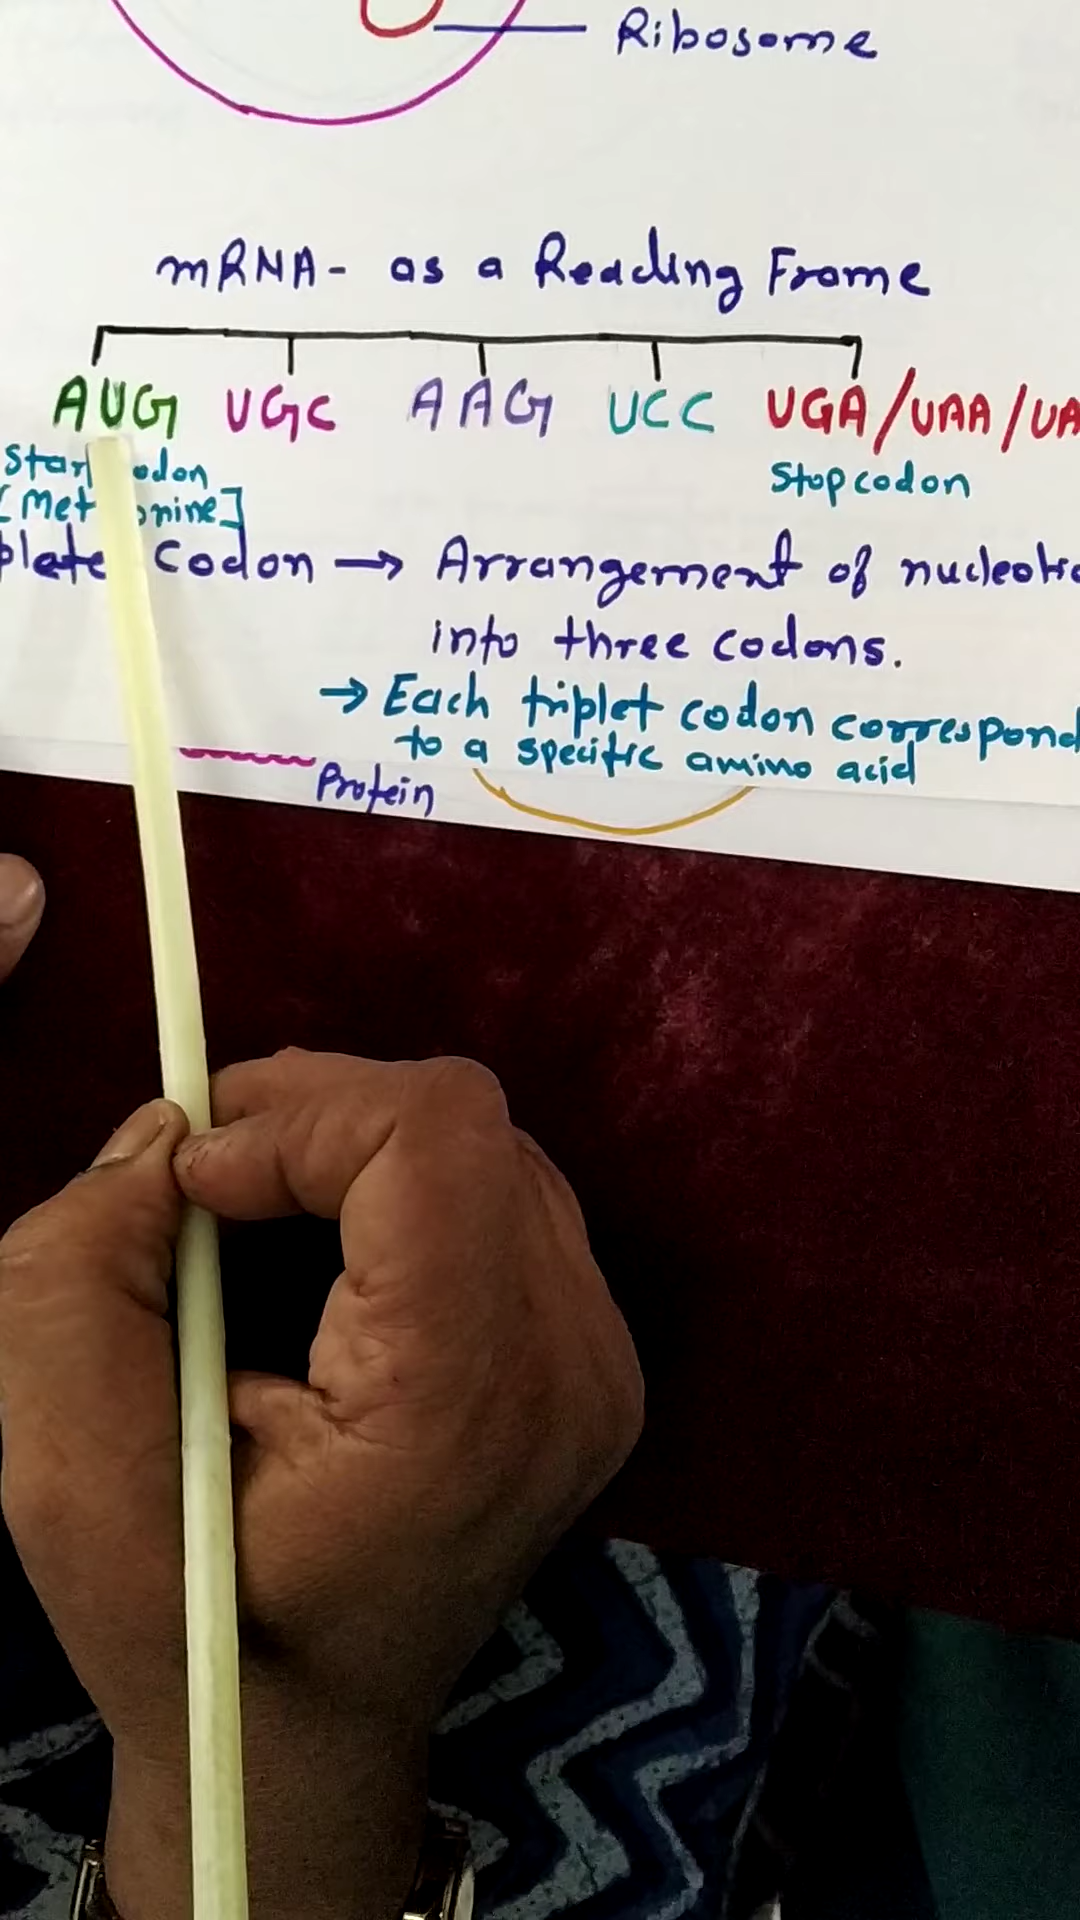 Ribosome
mRNA- as a Reading Frame
AUG UGC AAG UCC UGA/UAA/UA
Stop codon
Codon → Arrangement of
into three codons.
→ Each triplet codon correspond
to a specific amino acid
Protein